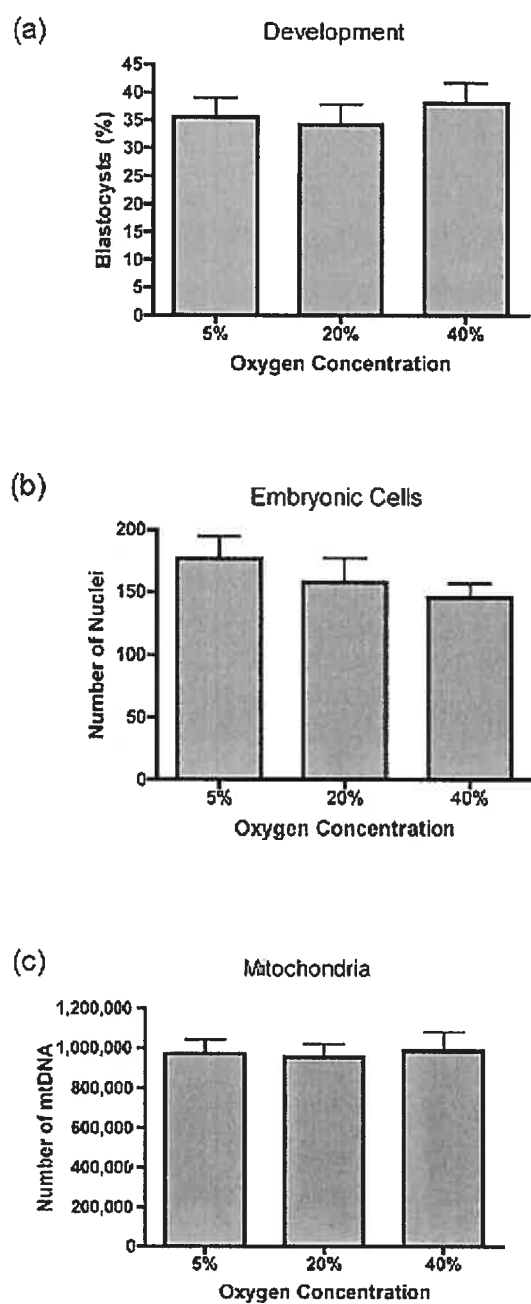 (a)
Development
Blastocysts (%)
45
40
35
30
25
20
15
10
5
0
5% 20% 40%
Oxygen Concentration
(b)
Embryonic Cells
Number of Nuclei
200
150
100
50
0
5% 20% 40%
Oxygen Concentration
(c)
Mitochondria
Number of mtDNA
1,200,000
1,000,000
800,000
600,000
400,000
200,000
0
5% 20% 40%
Oxygen Concentration